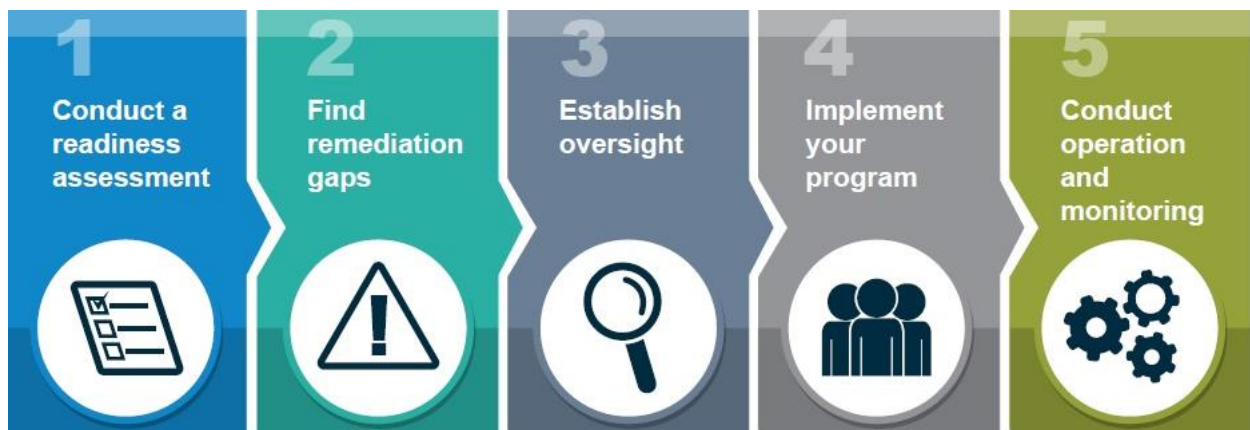 1
Conduct a
readiness
assessment
2
Find
remediation
gaps
3
Establish
oversight
4
Implement
your
program
5
Conduct
operation
and
monitoring